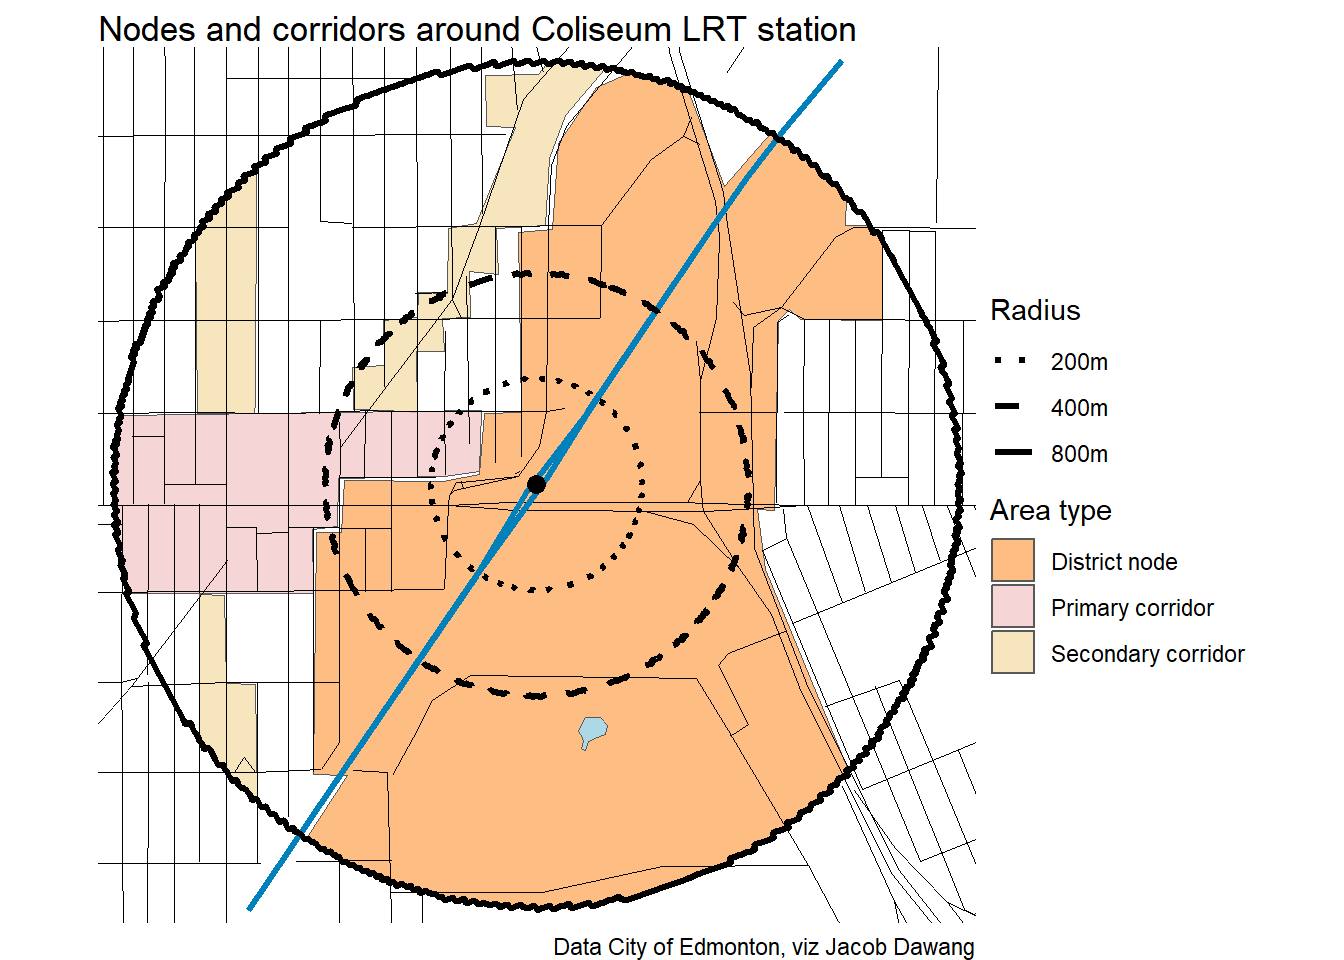 Nodes and corridors around Coliseum LRT station
Radius
200m
400m
800m
Area type
District node
Primary corridor
Secondary corridor
Data City of Edmonton, viz Jacob Dawang